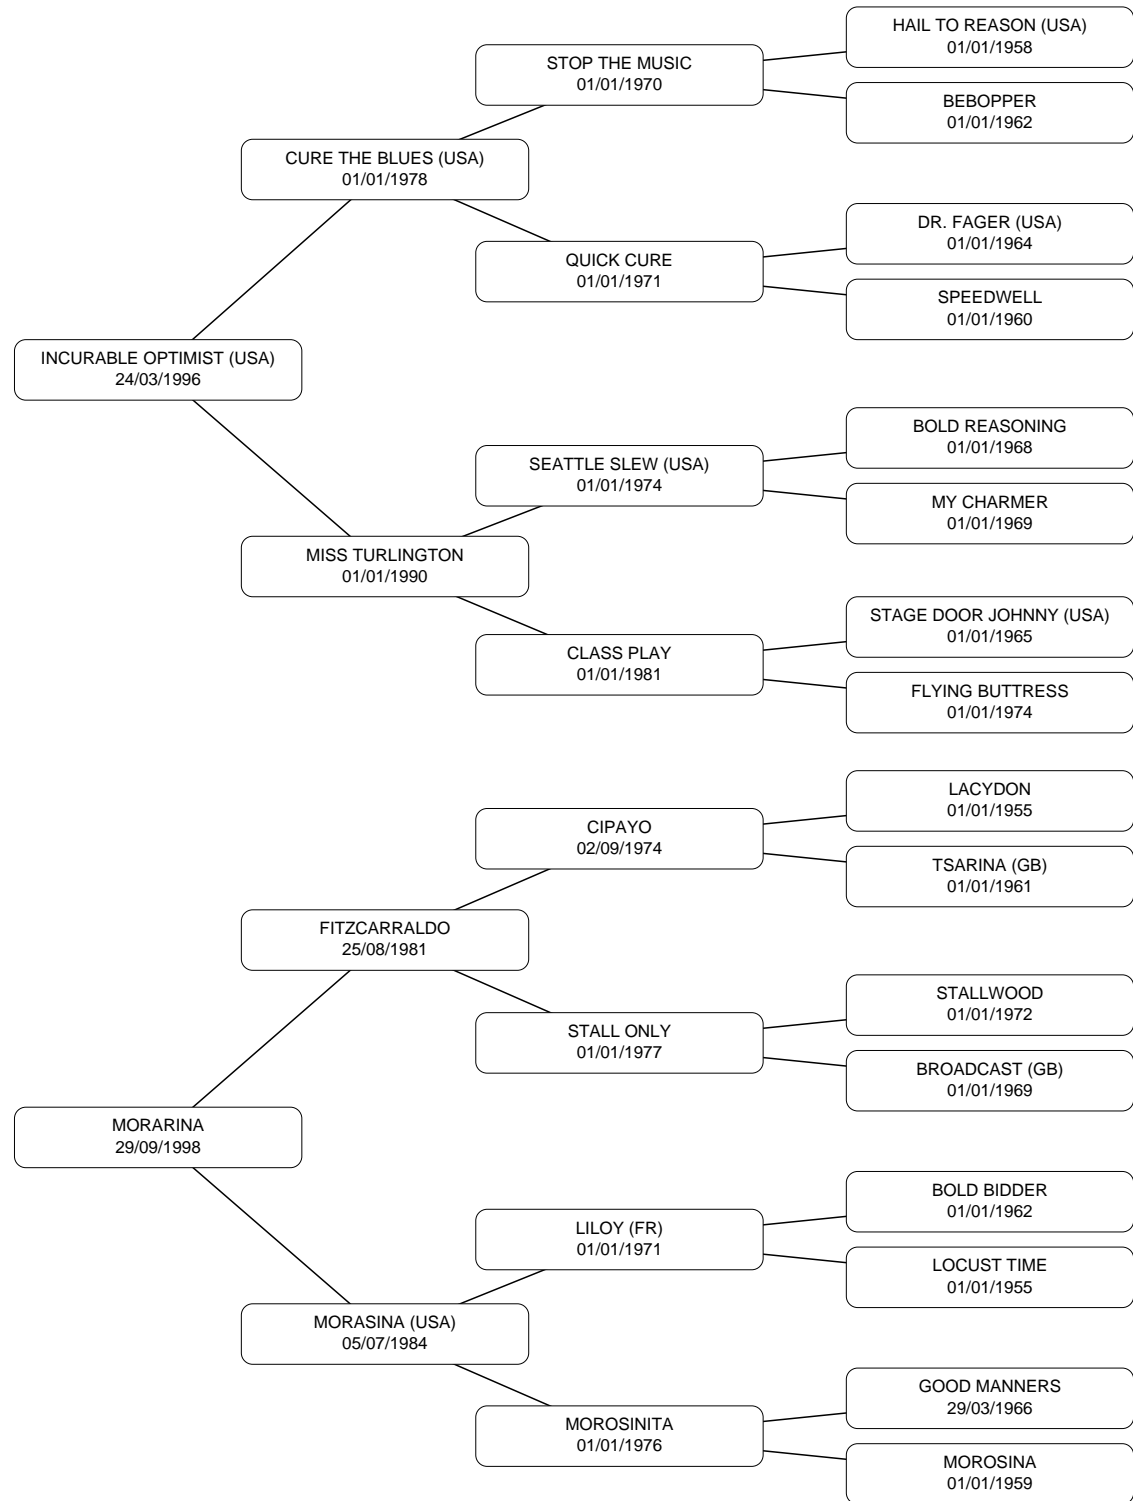 HAIL TO REASON (USA)
01/01/1958
STOP THE MUSIC
01/01/1970
BEBOPPER
01/01/1962
CURE THE BLUES (USA)
01/01/1978
DR. FAGER (USA)
01/01/1964
QUICK CURE
01/01/1971
SPEEDWELL
01/01/1960
INCURABLE OPTIMIST (USA)
24/03/1996
BOLD REASONING
01/01/1968
SEATTLE SLEW (USA)
01/01/1974
MY CHARMER
01/01/1969
MISS TURLINGTON
01/01/1990
STAGE DOOR JOHNNY (USA)
01/01/1965
CLASS PLAY
01/01/1981
FLYING BUTTRESS
01/01/1974
LACYDON
01/01/1955
CIPAYO
02/09/1974
TSARINA (GB)
01/01/1961
FITZCARRALDO
25/08/1981
STALLWOOD
01/01/1972
STALL ONLY
01/01/1977
BROADCAST (GB)
01/01/1969
MORARINA
29/09/1998
BOLD BIDDER
01/01/1962
LILOY (FR)
01/01/1971
LOCUST TIME
01/01/1955
MORASINA (USA)
05/07/1984
GOOD MANNERS
29/03/1966
MOROSINITA
01/01/1976
MOROSINA
01/01/1959